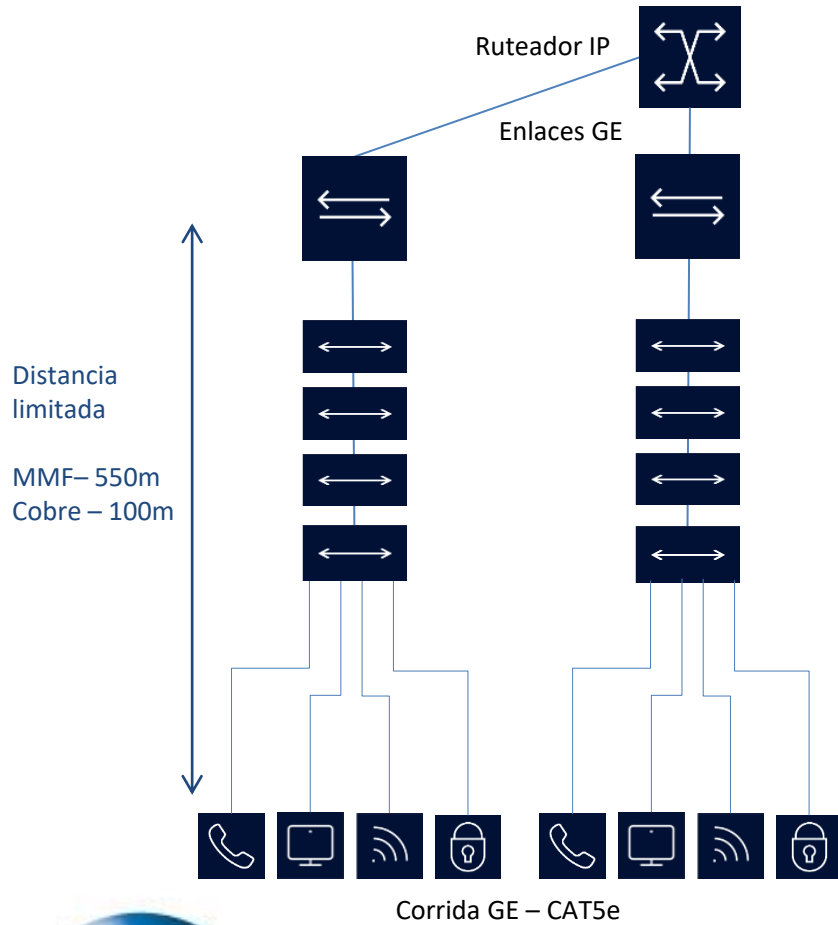 Ruteador IP
Enlaces GE
Distancia
limitada
MMF– 550m
Cobre – 100m
Corrida GE – CAT5e